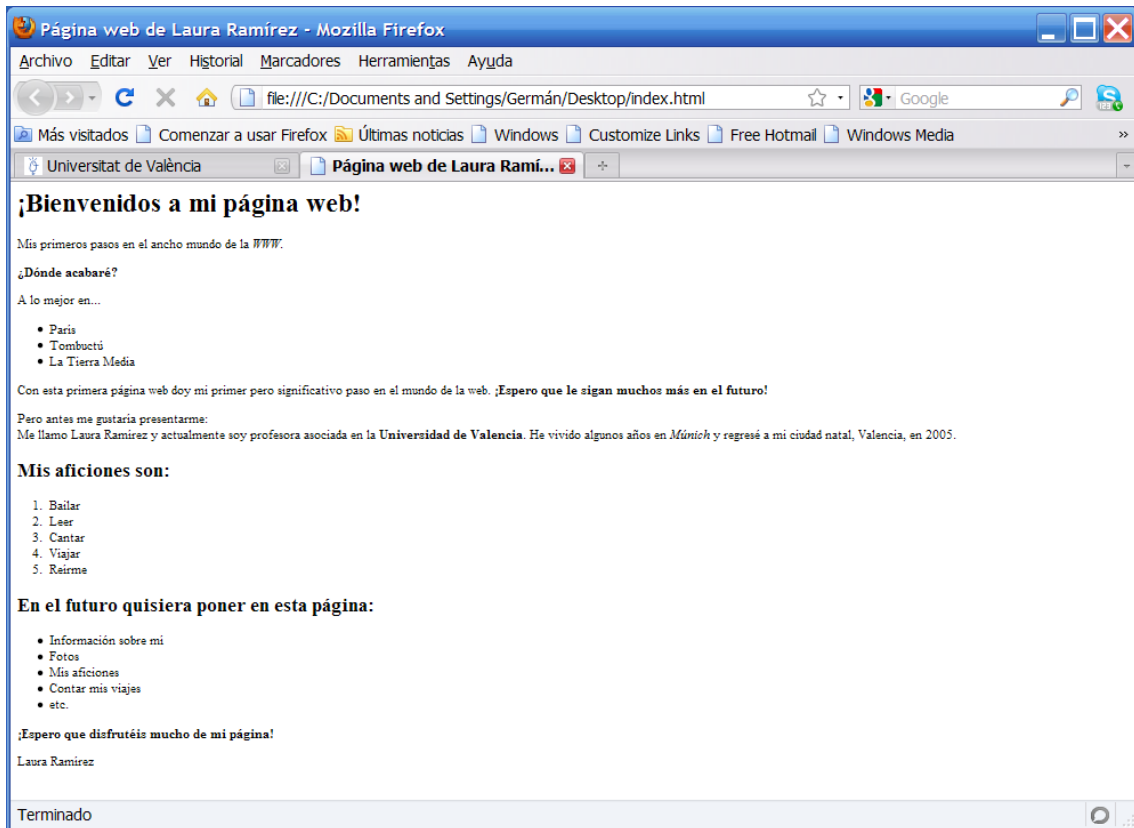 Página web de Laura Ramírez - Mozilla Firefox
Archivo Editar Ver Historial Marcadores Herramientas Ayuda
file:///C:/Documents and Settings/Germán/Desktop/index.html Google
Más visitados Comenzar a usar Firefox Últimas noticias Windows Customize Links Free Hotmail Windows Media »
Universitat de València Página web de Laura Ramí...
¡Bienvenidos a mi página web!
Mis primeros pasos en el ancho mundo de la WWW.
¿Dónde acabaré?
A lo mejor en...
• París
• Tombuctú
• La Tierra Media
Con esta primera página web doy mi primer pero significativo paso en el mundo de la web. ¡Espero que le sigan muchos más en el futuro!
Pero antes me gustaría presentarme:
Me llamo Laura Ramírez y actualmente soy profesora asociada en la Universidad de Valencia. He vivido algunos años en Múnich y regresé a mi ciudad natal, Valencia, en 2005.
Mis aficiones son:
1. Bailar
2. Leer
3. Cantar
4. Viajar
5. Reirme
En el futuro quisiera poner en esta página:
• Información sobre mi
• Fotos
• Mis aficiones
• Contar mis viajes
• etc.
¡Espero que disfrutéis mucho de mi página!
Laura Ramirez
Terminado